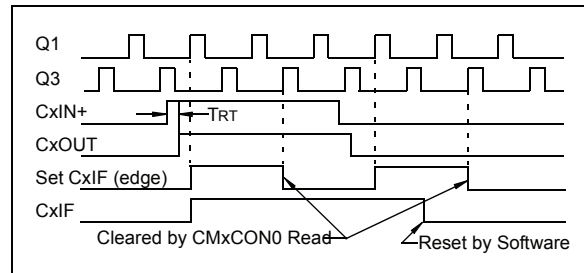 Q1
Q3
CxIN+
TRT
CxOUT
Set CxIF (edge)
CxIF
Cleared by CMxCON0 Read
Reset by Software